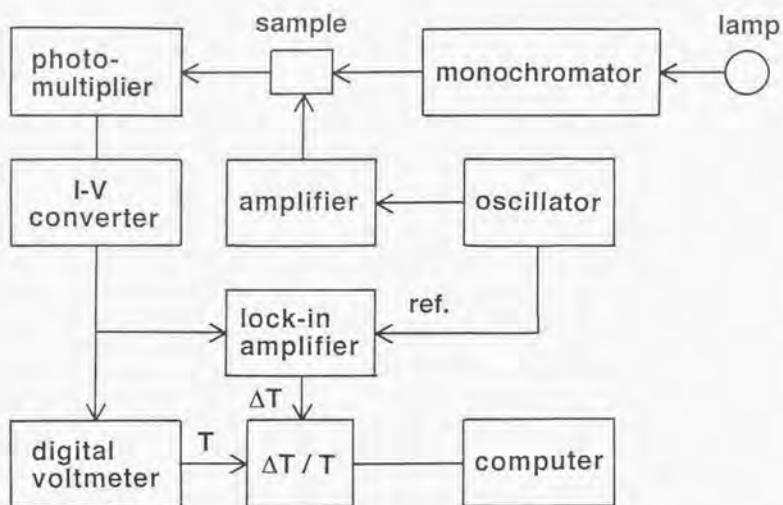 sample
lamp
photo-
multiplier
monochromator
I-V
converter
amplifier
oscillator
lock-in
amplifier
ref.
ΔT
digital
voltmeter
T
ΔT / T
computer